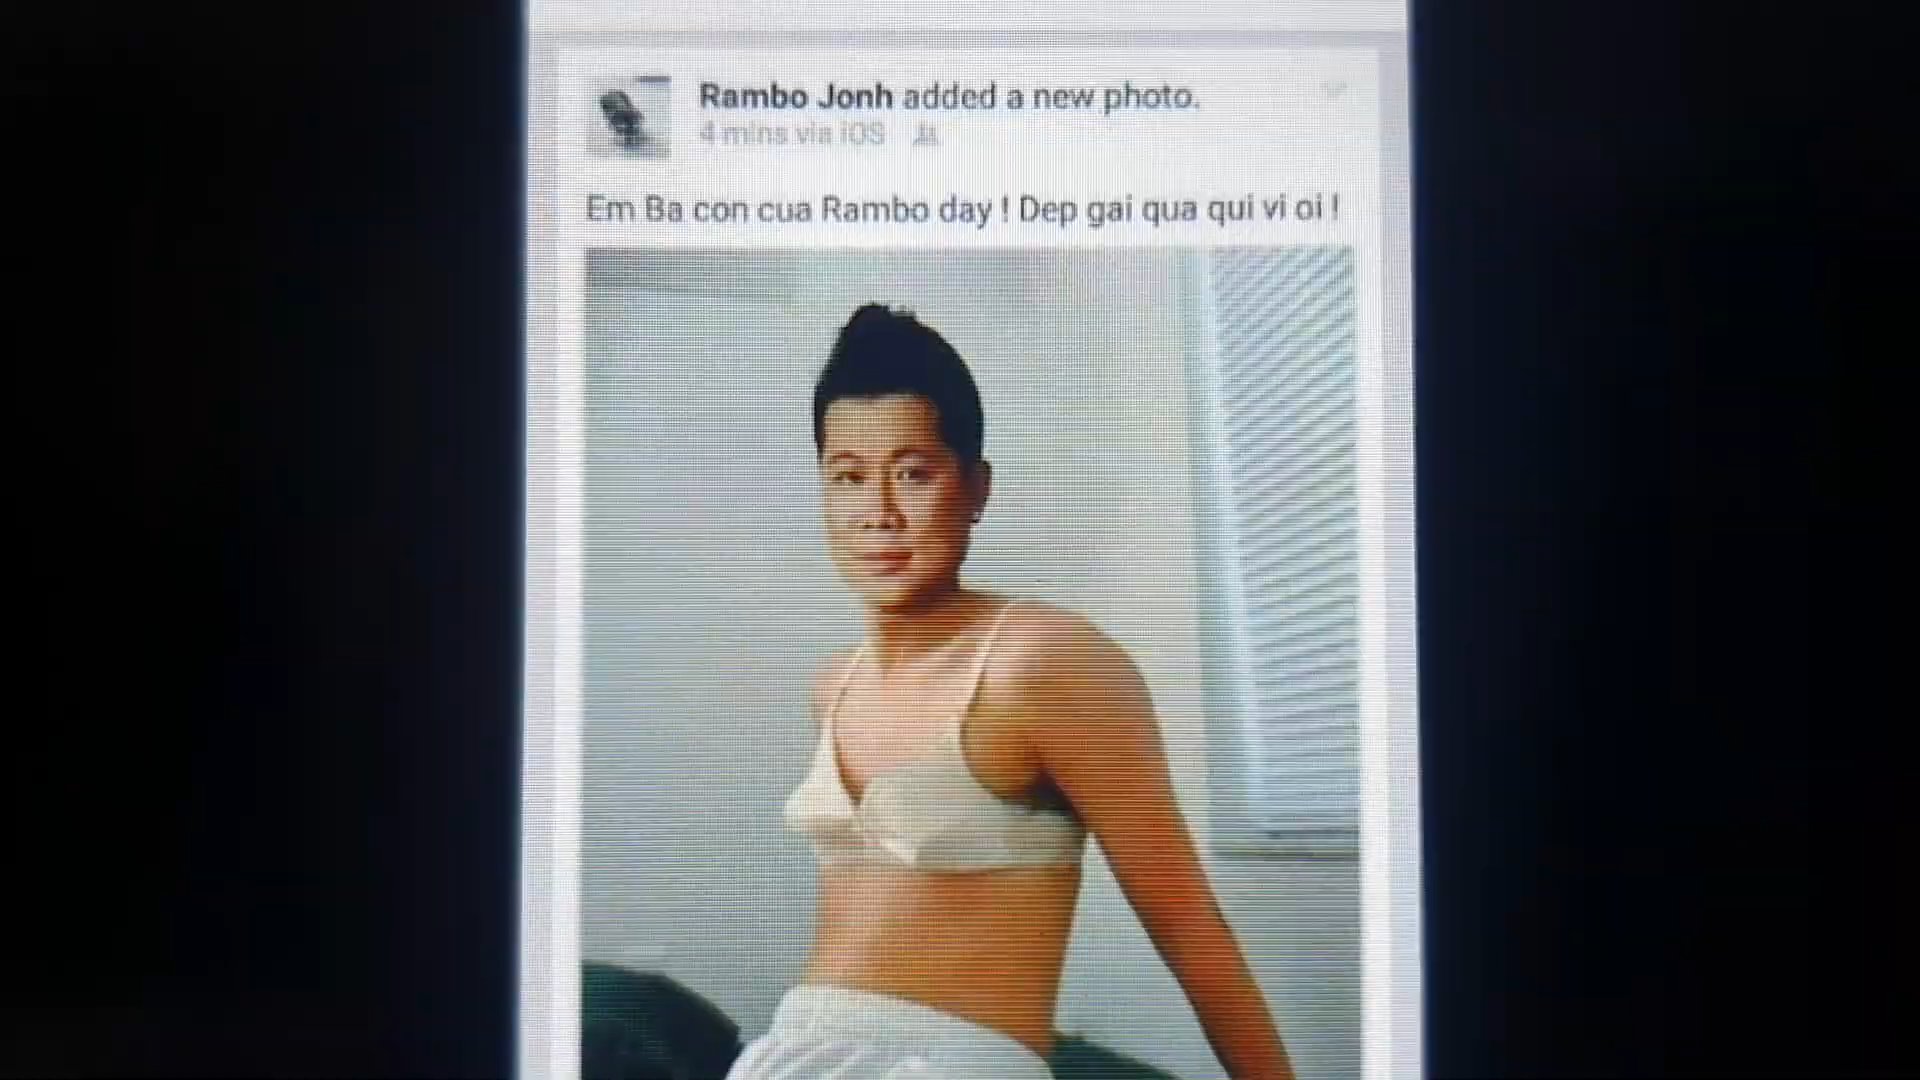 Rambo Jonh added a new photo.
4 mins via iOS
Em Ba con cua Rambo day ! Dep gai qua qui vi oi !